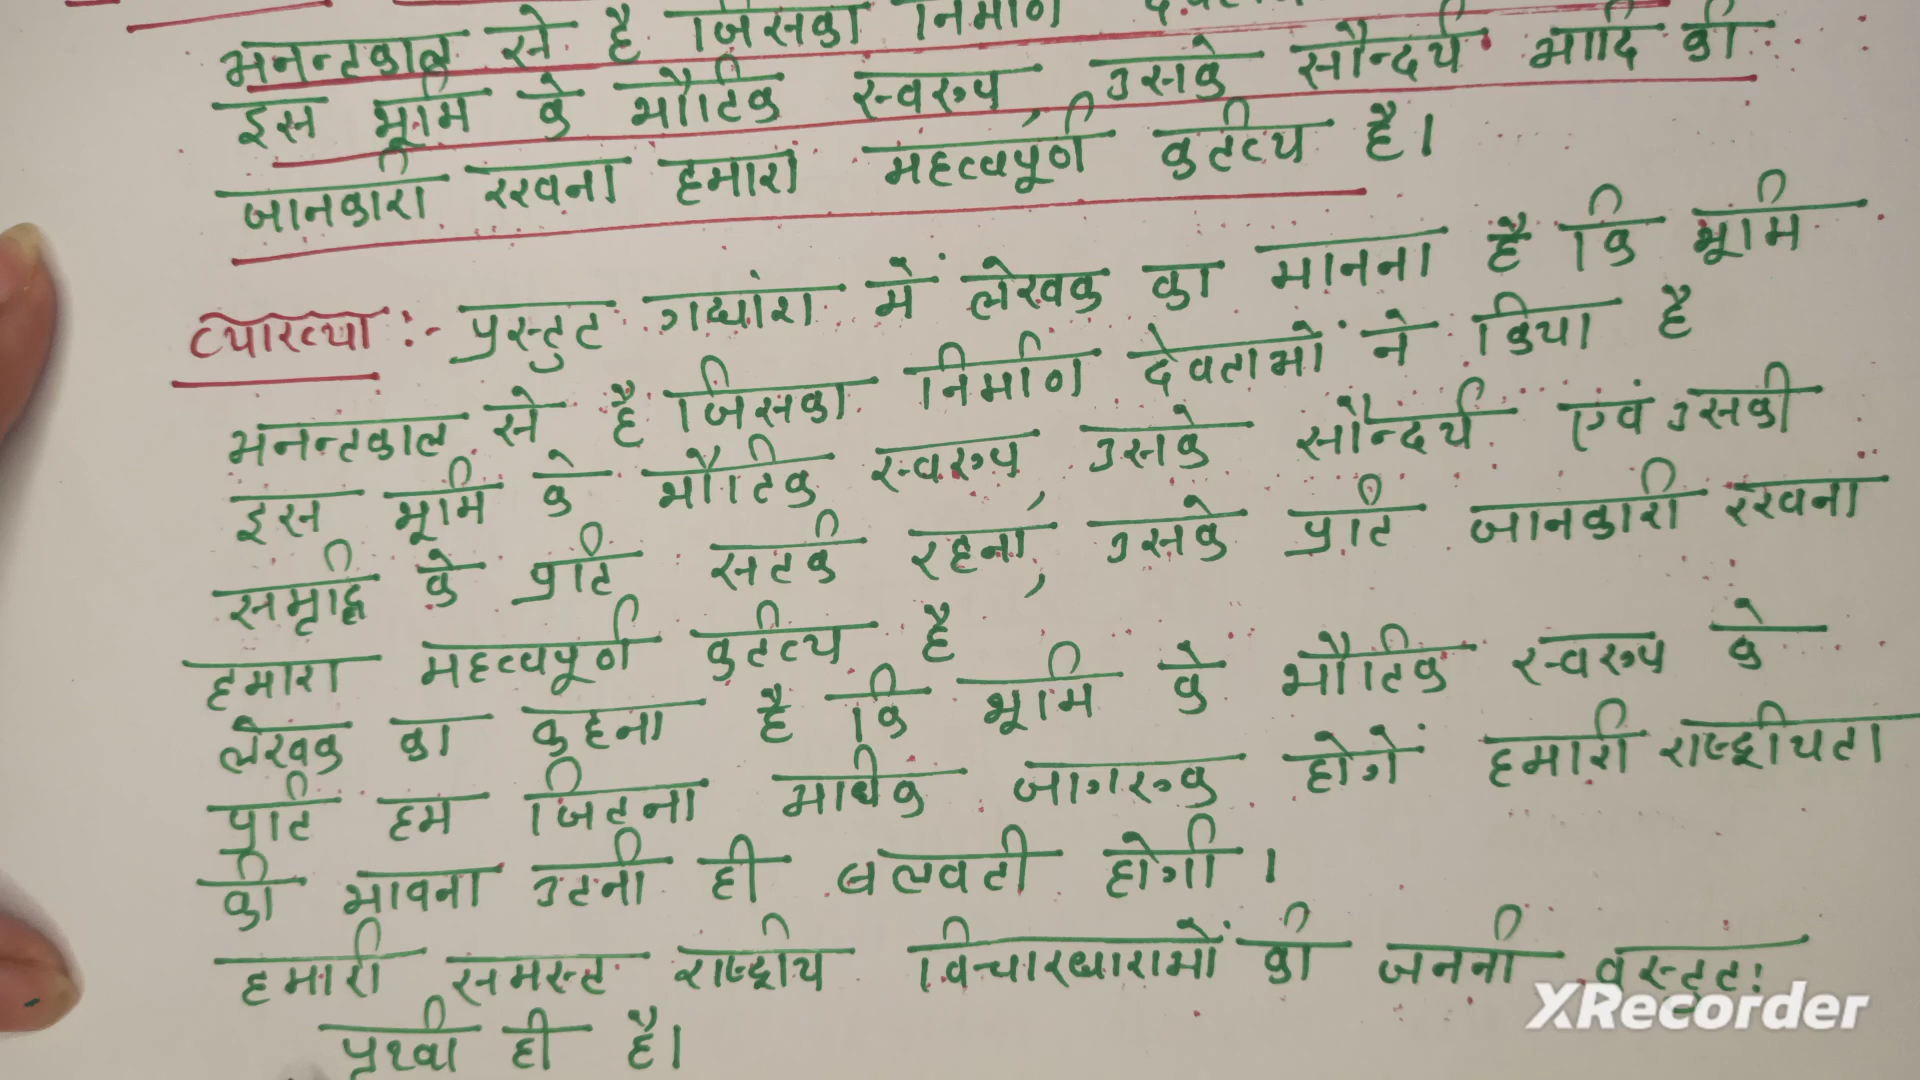 अनन्तकाल से है जिसका निर्माण
इस भूमि के भौतिक स्वरुप, उसके सौन्दर्य आदि की
जानकारी रखना हमारा महत्वपूर्ण कर्तव्य है।
व्याख्या :- प्रस्तुत गद्यांश में लेखक का मानना है कि भूमि
अनन्तकाल से है जिसका निर्माण देवताओं ने किया है
इस भूमि के भौतिक स्वरुप, उसके सौन्दर्य एवं उसकी
समृद्धि के प्रति सतर्क रहना, उसके प्रति जानकारी रखना
हमारा महत्वपूर्ण कर्तव्य है
लेखक का कहना है कि भूमि के भौतिक स्वरुप के
प्रति हम जितना अधिक जागरुक होगें हमारी राष्ट्रीयता
की भावना उतनी ही बलवती होगी ।
हमारी समस्त राष्ट्रीय विचारधाराओं की जननी वस्तुतः
पृथ्वी ही है।
XRecorder